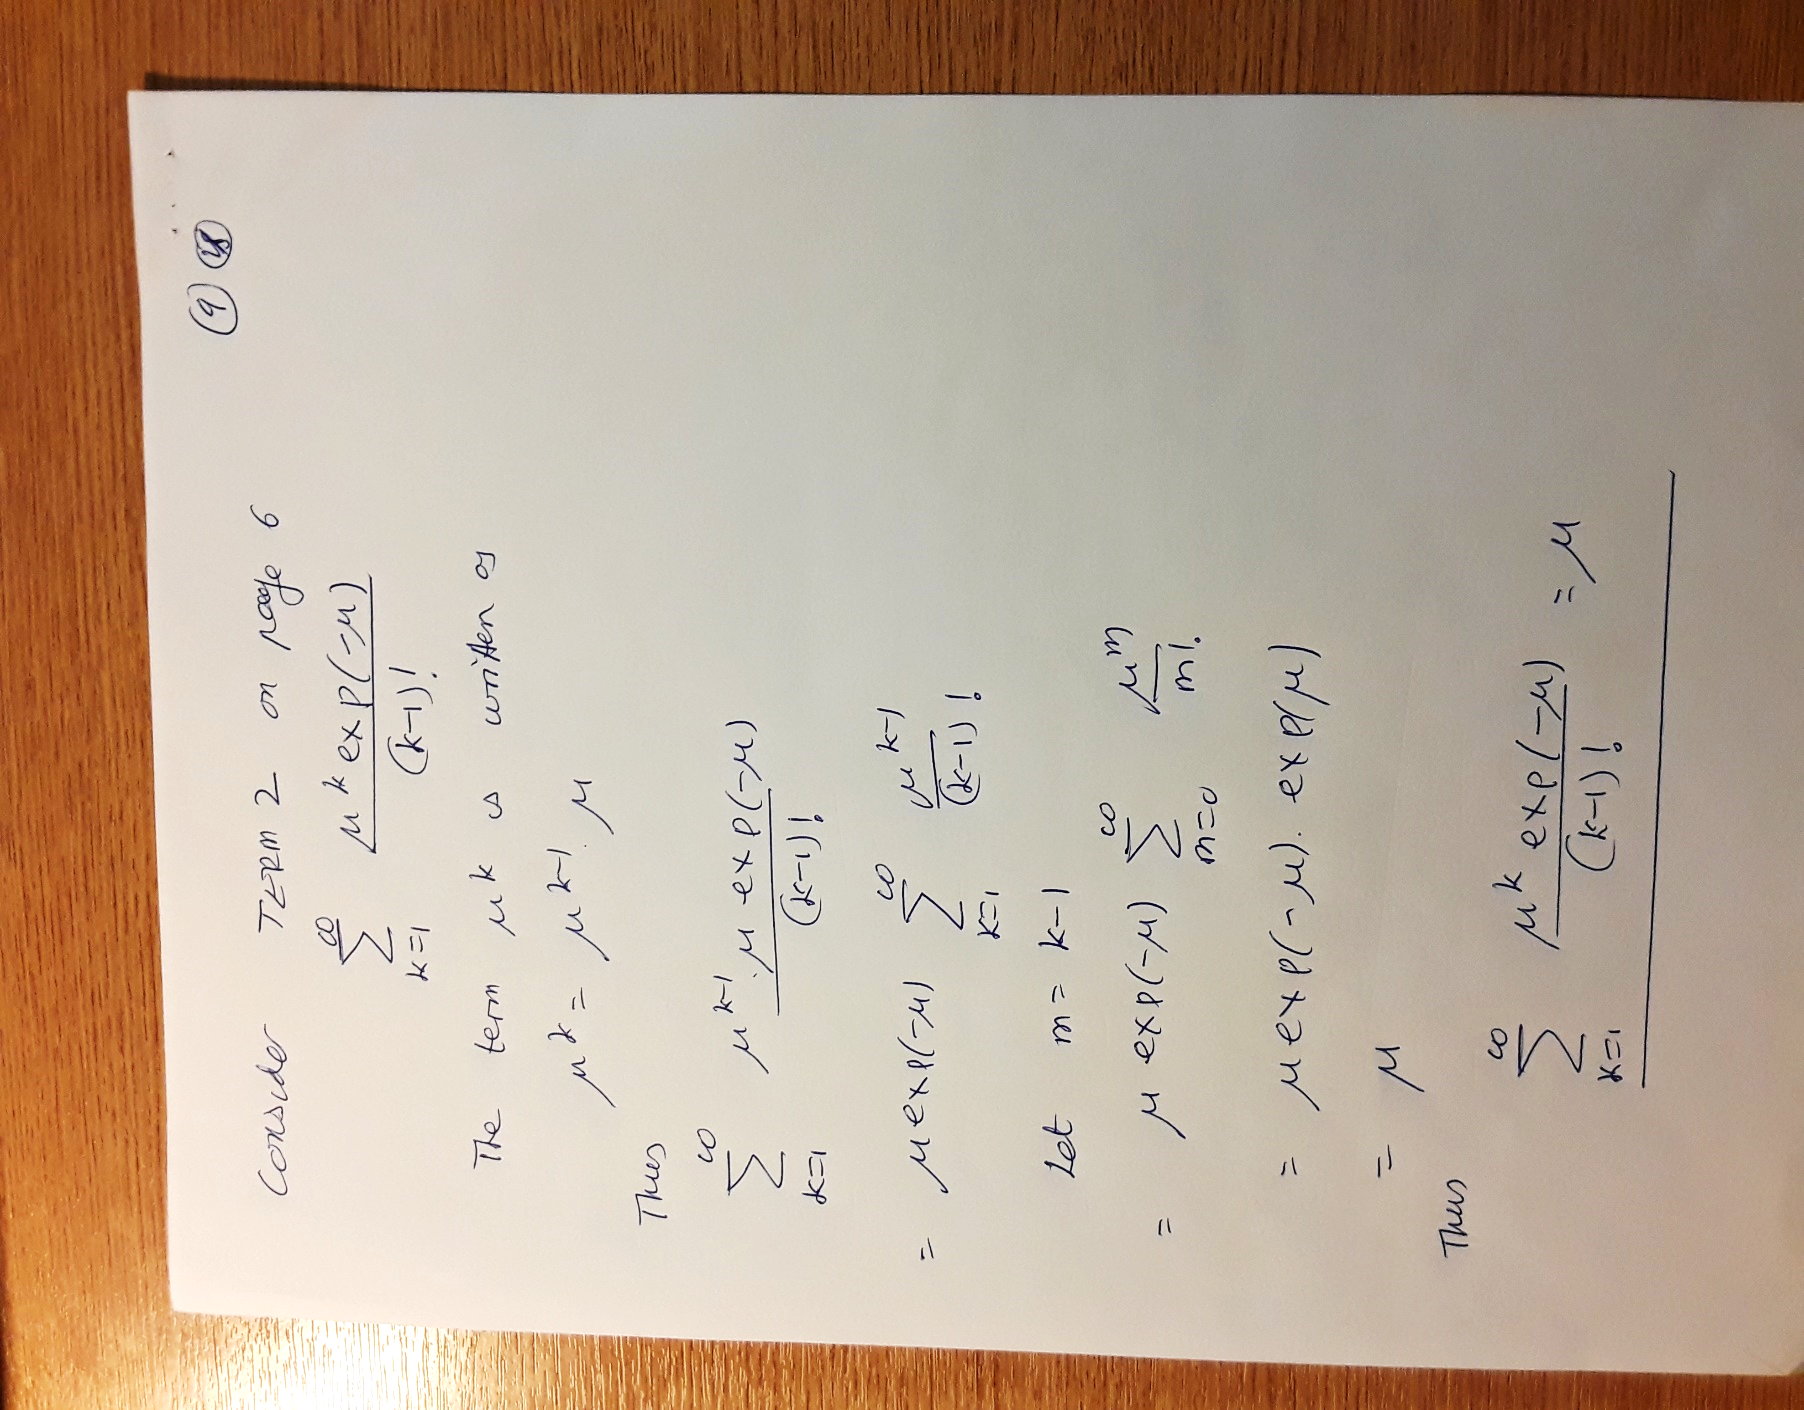 (9)
Consider TERM 2 on page 6
∞
∑ μ^k exp(-μ) / (k-1)!
k=1
The term μ^k is written as
μ^k = μ^k-1 . μ
Thus
∞
∑ μ^k-1 . μ exp(-μ) / (k-1)!
k=1
= μ exp(-μ) ∞ ∑ k=1 μ^k-1 / (k-1)!
Let m = k-1
= μ exp(-μ) ∞ ∑ m=0 μ^m / m!
= μ exp(-μ) . exp(μ)
= μ
Thus
∞
∑ μ^k exp(-μ) / (k-1)! = μ
k=1